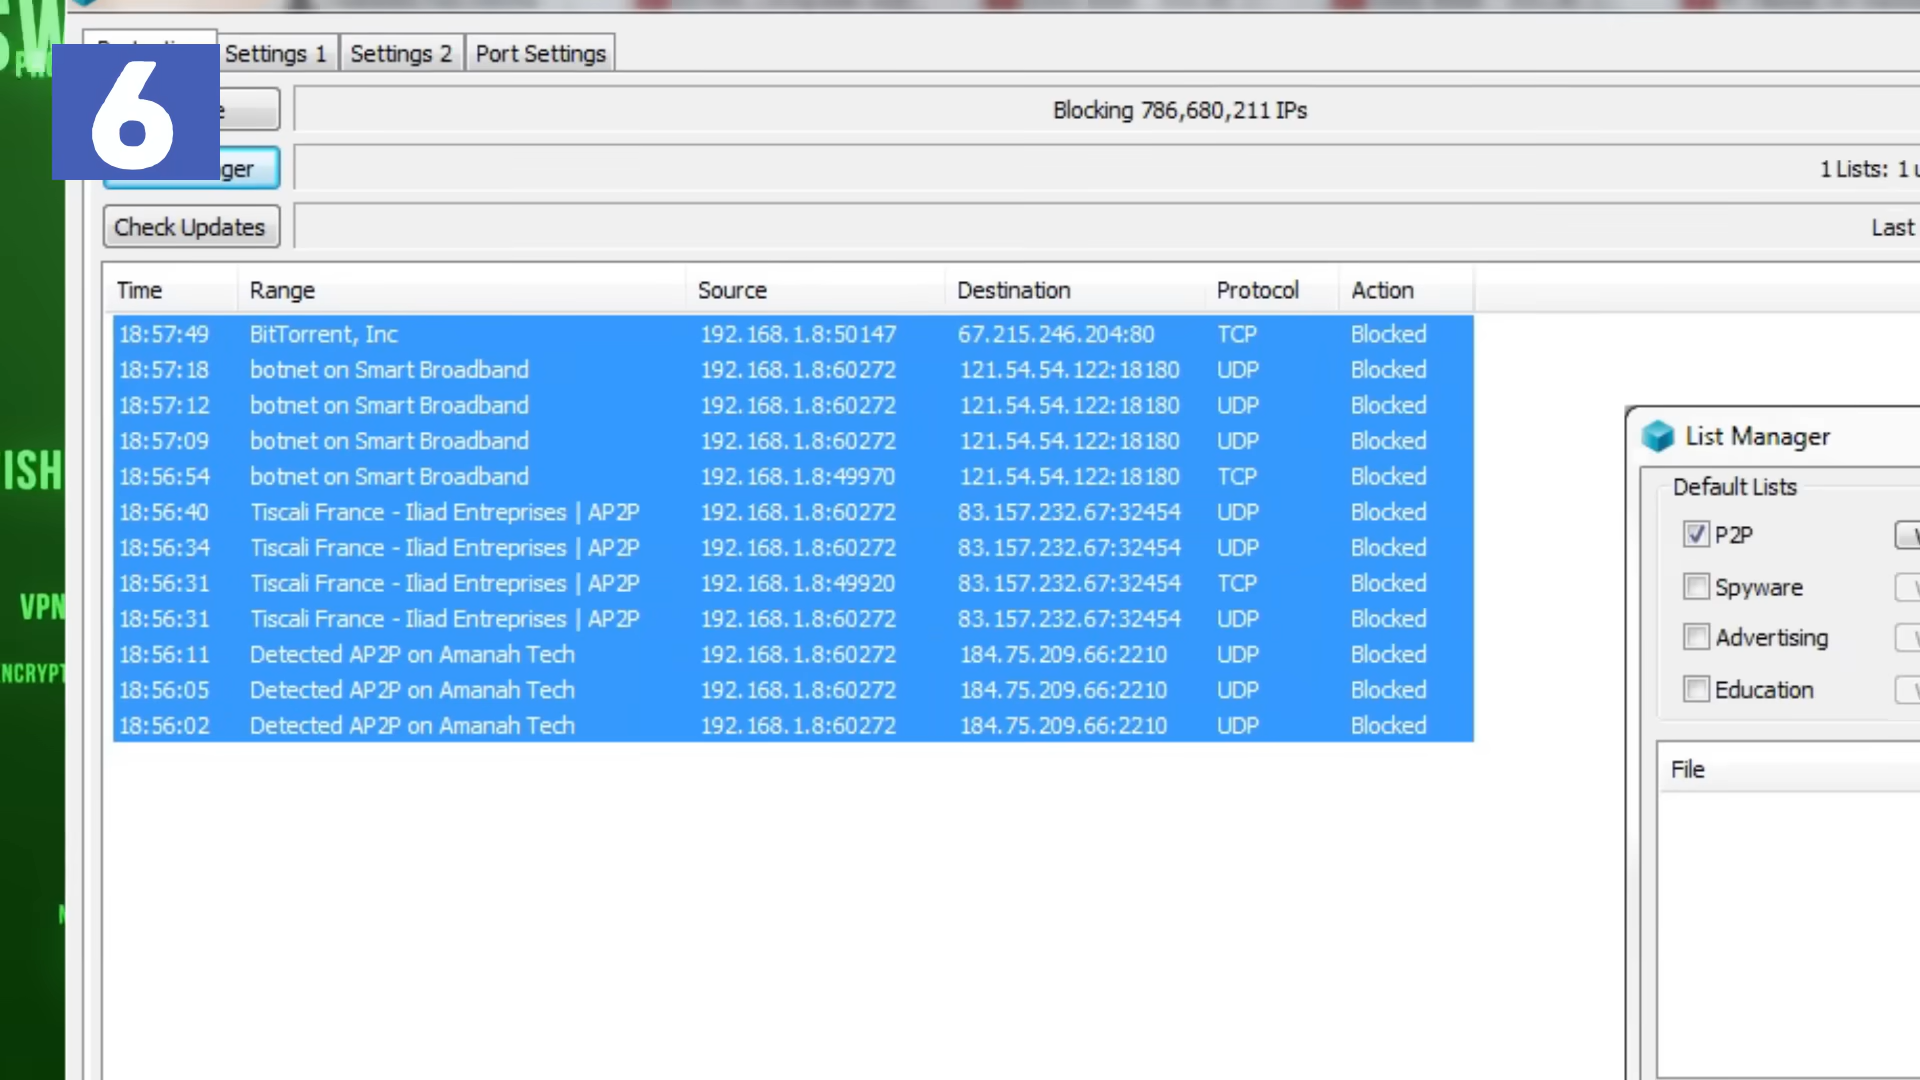 6
Settings 1 Settings 2 Port Settings
Blocking 786,680,211 IPs
1 Lists: 1
Check Updates
Last
Time Range Source Destination Protocol Action
18:57:49 BitTorrent, Inc 192.168.1.8:50147 67.215.246.204:80 TCP Blocked
18:57:18 botnet on Smart Broadband 192.168.1.8:60272 121.54.54.122:18180 UDP Blocked
18:57:12 botnet on Smart Broadband 192.168.1.8:60272 121.54.54.122:18180 UDP Blocked
18:57:09 botnet on Smart Broadband 192.168.1.8:60272 121.54.54.122:18180 UDP Blocked
18:56:54 botnet on Smart Broadband 192.168.1.8:49970 121.54.54.122:18180 TCP Blocked
18:56:40 Tiscali France - Iliad Entreprises | AP2P 192.168.1.8:60272 83.157.232.67:32454 UDP Blocked
18:56:34 Tiscali France - Iliad Entreprises | AP2P 192.168.1.8:60272 83.157.232.67:32454 UDP Blocked
18:56:31 Tiscali France - Iliad Entreprises | AP2P 192.168.1.8:49920 83.157.232.67:32454 TCP Blocked
18:56:31 Tiscali France - Iliad Entreprises | AP2P 192.168.1.8:60272 83.157.232.67:32454 UDP Blocked
18:56:11 Detected AP2P on Amanah Tech 192.168.1.8:60272 184.75.209.66:2210 UDP Blocked
18:56:05 Detected AP2P on Amanah Tech 192.168.1.8:60272 184.75.209.66:2210 UDP Blocked
18:56:02 Detected AP2P on Amanah Tech 192.168.1.8:60272 184.75.209.66:2210 UDP Blocked
List Manager
Default Lists
P2P
Spyware
Advertising
Education
File
ISH
VPN
NCRYPT